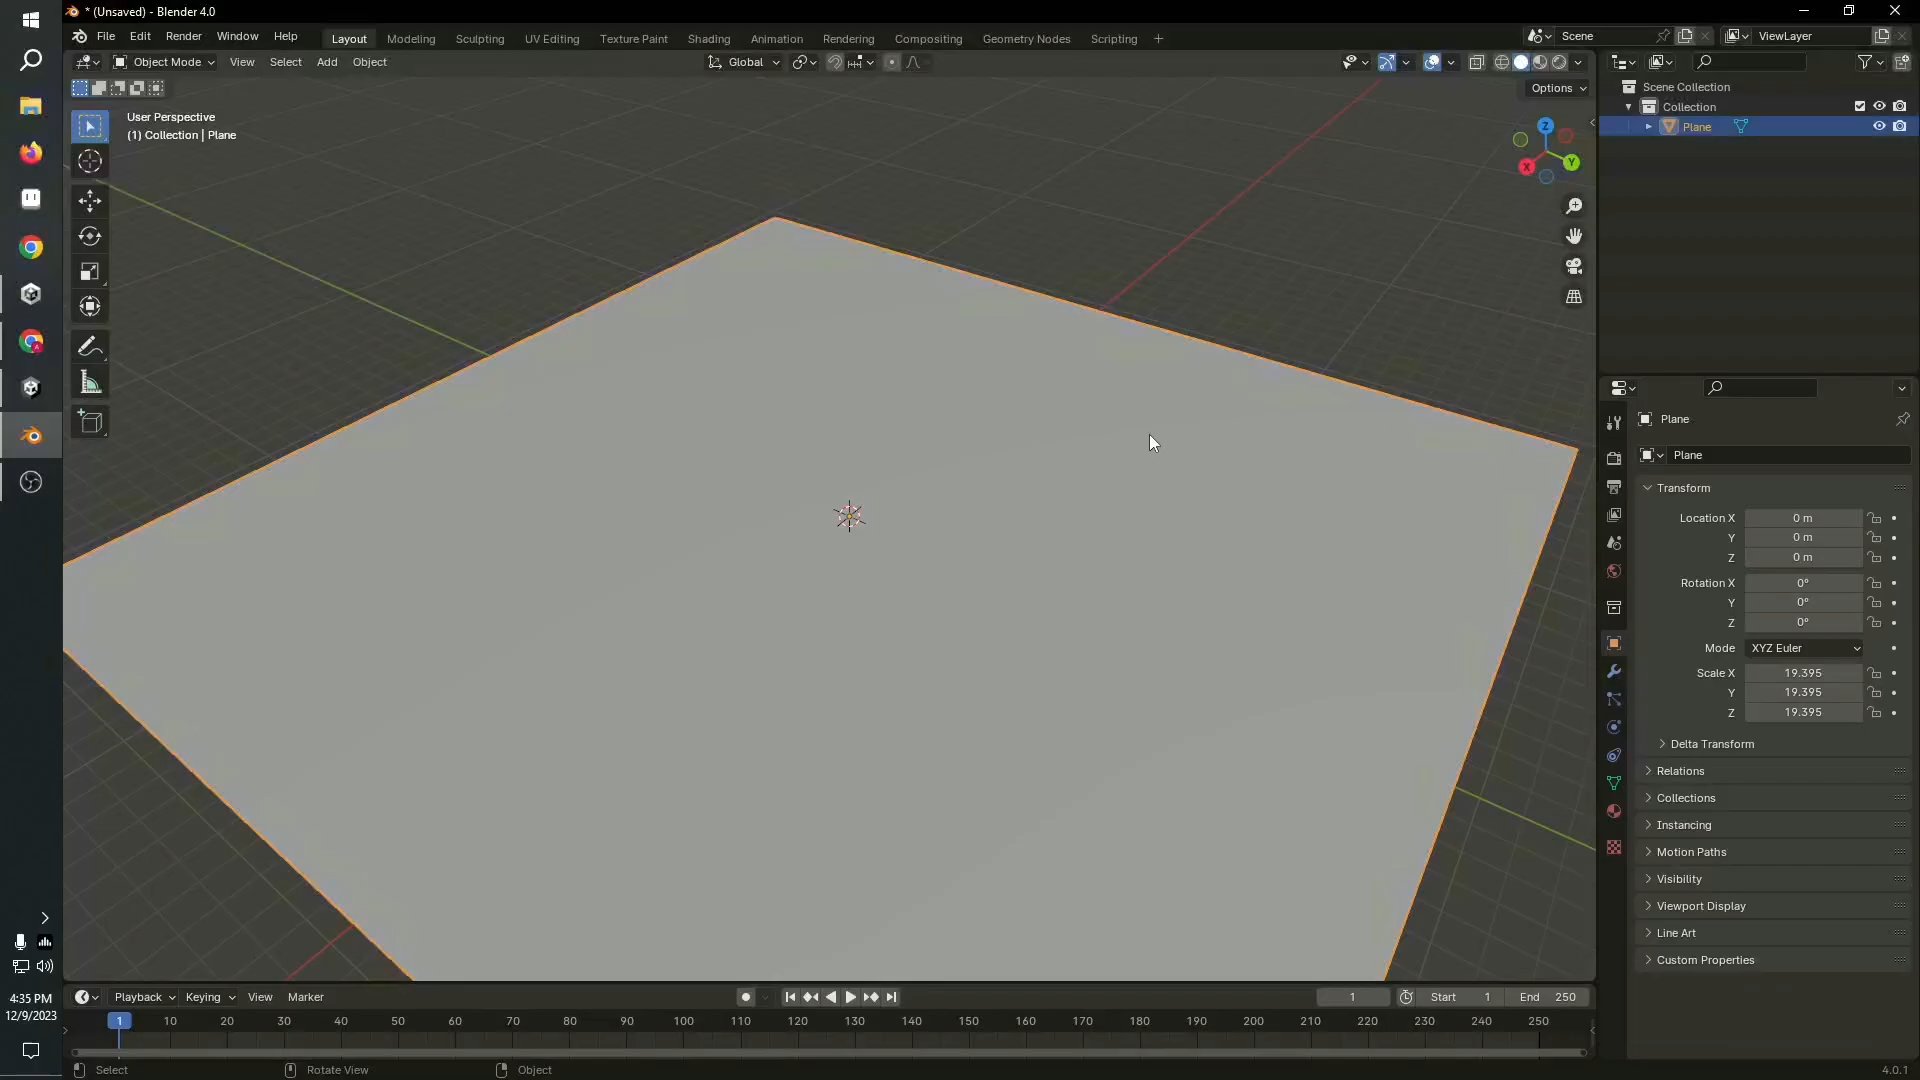 * (Unsaved) - Blender 4.0
File Edit Render Window Help
Layout Modeling Sculpting UV Editing Texture Paint Shading Animation Rendering Compositing Geometry Nodes Scripting +
Scene
ViewLayer
Object Mode View Select Add Object
Global
Options
User Perspective
(1) Collection | Plane
Z
Y
X
Scene Collection
Collection
Plane
Plane
Plane
Transform
Location X 0 m
Y 0 m
Z 0 m
Rotation X 0°
Y 0°
Z 0°
Mode XYZ Euler
Scale X 19.395
Y 19.395
Z 19.395
Delta Transform
Relations
Collections
Instancing
Motion Paths
Visibility
Viewport Display
Line Art
Custom Properties
Playback Keying View Marker
1
Start 1
End 250
1 10 20 30 40 50 60 70 80 90 100 110 120 130 140 150 160 170 180 190 200 210 220 230 240 250
Select
Rotate View
Object
4.0.1
4:35 PM
12/9/2023